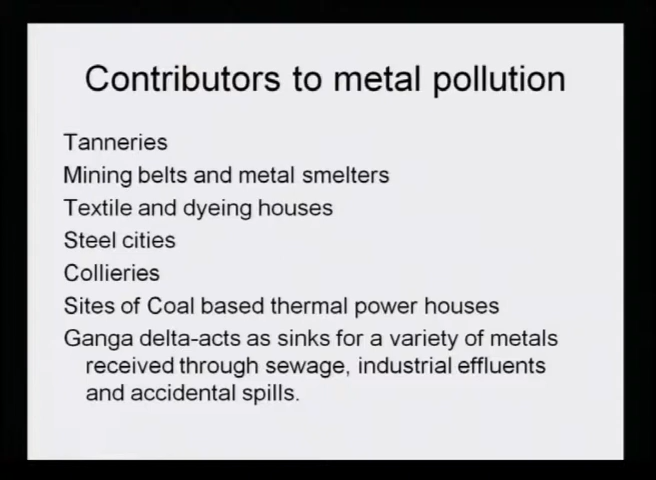 Contributors to metal pollution
Tanneries
Mining belts and metal smelters
Textile and dyeing houses
Steel cities
Collieries
Sites of Coal based thermal power houses
Ganga delta-acts as sinks for a variety of metals
received through sewage, industrial effluents
and accidental spills.